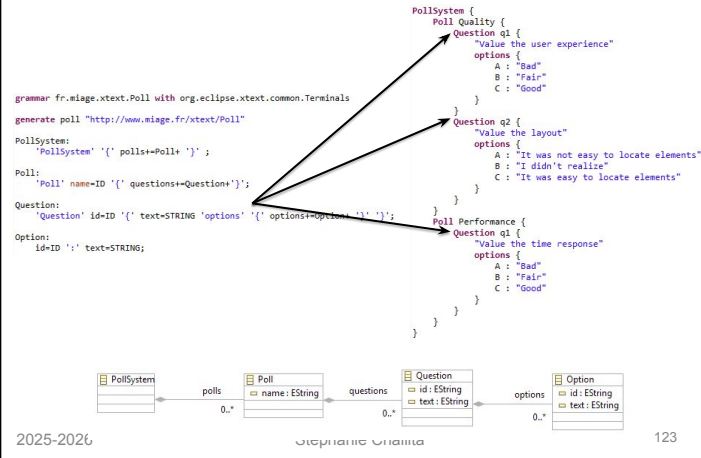 grammar fr.miage.xtext.Poll with org.eclipse.xtext.common.Terminals
generate poll "http://www.miage.fr/xtext/Poll"
PollSystem:
'PollSystem' '{' polls+=Poll+ '}' ;
Poll:
'Poll' name=ID '{' questions+=Question+'}';
Question:
'Question' id=ID '{' text=STRING 'options' '{' options+=Option+ '}' '}';
Option:
id=ID ':' text=STRING;
PollSystem {
Poll Quality {
Question q1 {
"Value the user experience"
options {
A : "Bad"
B : "Fair"
C : "Good"
}
}
Question q2 {
"Value the layout"
options {
A : "It was not easy to locate elements"
B : "I didn't realize"
C : "It was easy to locate elements"
}
}
}
Poll Performance {
Question q1 {
"Value the time response"
options {
A : "Bad"
B : "Fair"
C : "Good"
}
}
}
}
PollSystem
polls
0..*
Poll
name : EString
questions
0..*
Question
id : EString
text : EString
options
0..*
Option
id : EString
text : EString
2025-2026
Stephanie Challita
123